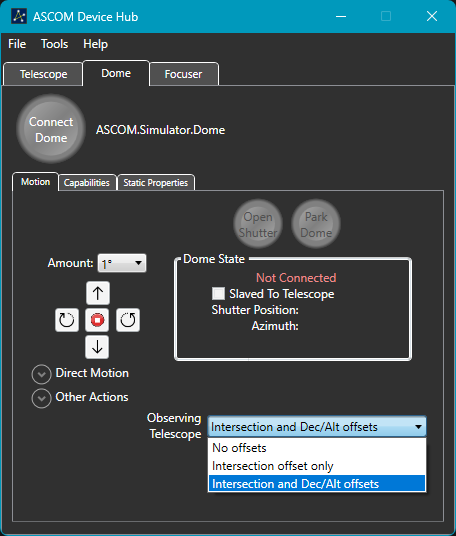 ASCOM Device Hub
File Tools Help
Telescope Dome Focuser
Connect
Dome
ASCOM.Simulator.Dome
Motion Capabilities Static Properties
Open
Shutter
Park
Dome
Amount: 1°
Dome State
Not Connected
Slaved To Telescope
Shutter Position:
Azimuth:
Direct Motion
Other Actions
Observing
Telescope
Intersection and Dec/Alt offsets
No offsets
Intersection offset only
Intersection and Dec/Alt offsets